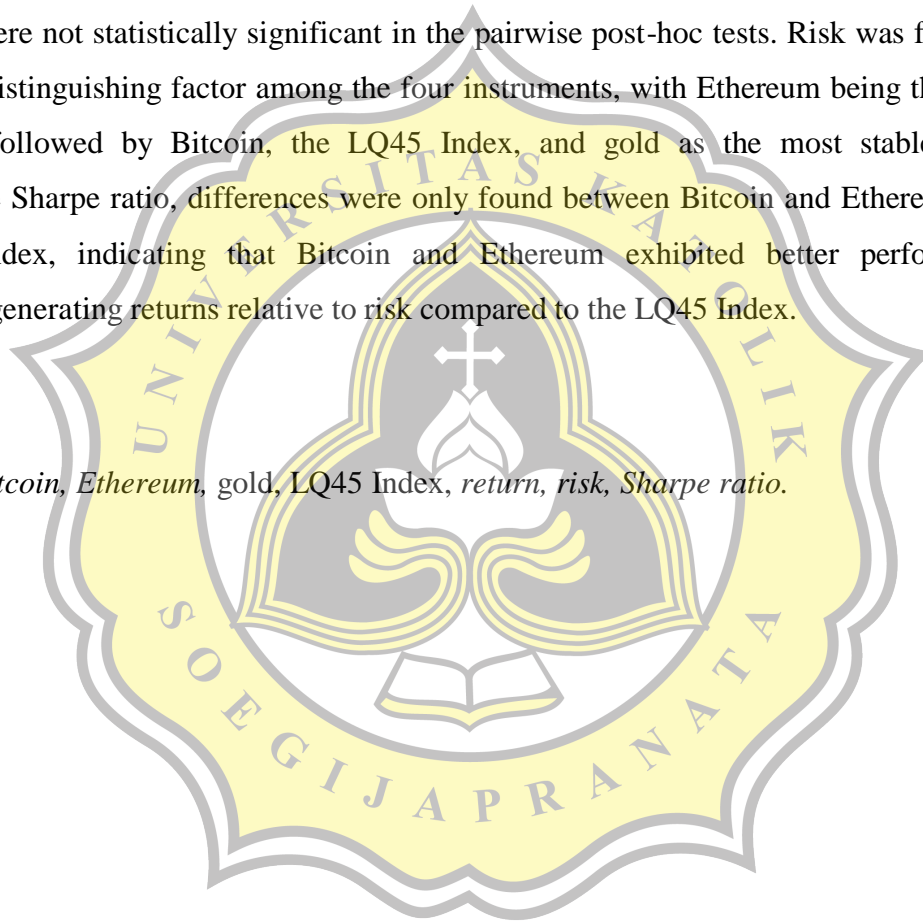 ere not statistically significant in the pairwise post-hoc tests. Risk was f
istinguishing factor among the four instruments, with Ethereum being th
ollowed by Bitcoin, the LQ45 Index, and gold as the most stable
Sharpe ratio, differences were only found between Bitcoin and Ethere
ndex, indicating that Bitcoin and Ethereum exhibited better perfo
generating returns relative to risk compared to the LQ45 Index.
tcoin, Ethereum, gold, LQ45 Index, return, risk, Sharpe ratio.
UNIVERSITAS KATOLIK
SOEGIJAPRANATA